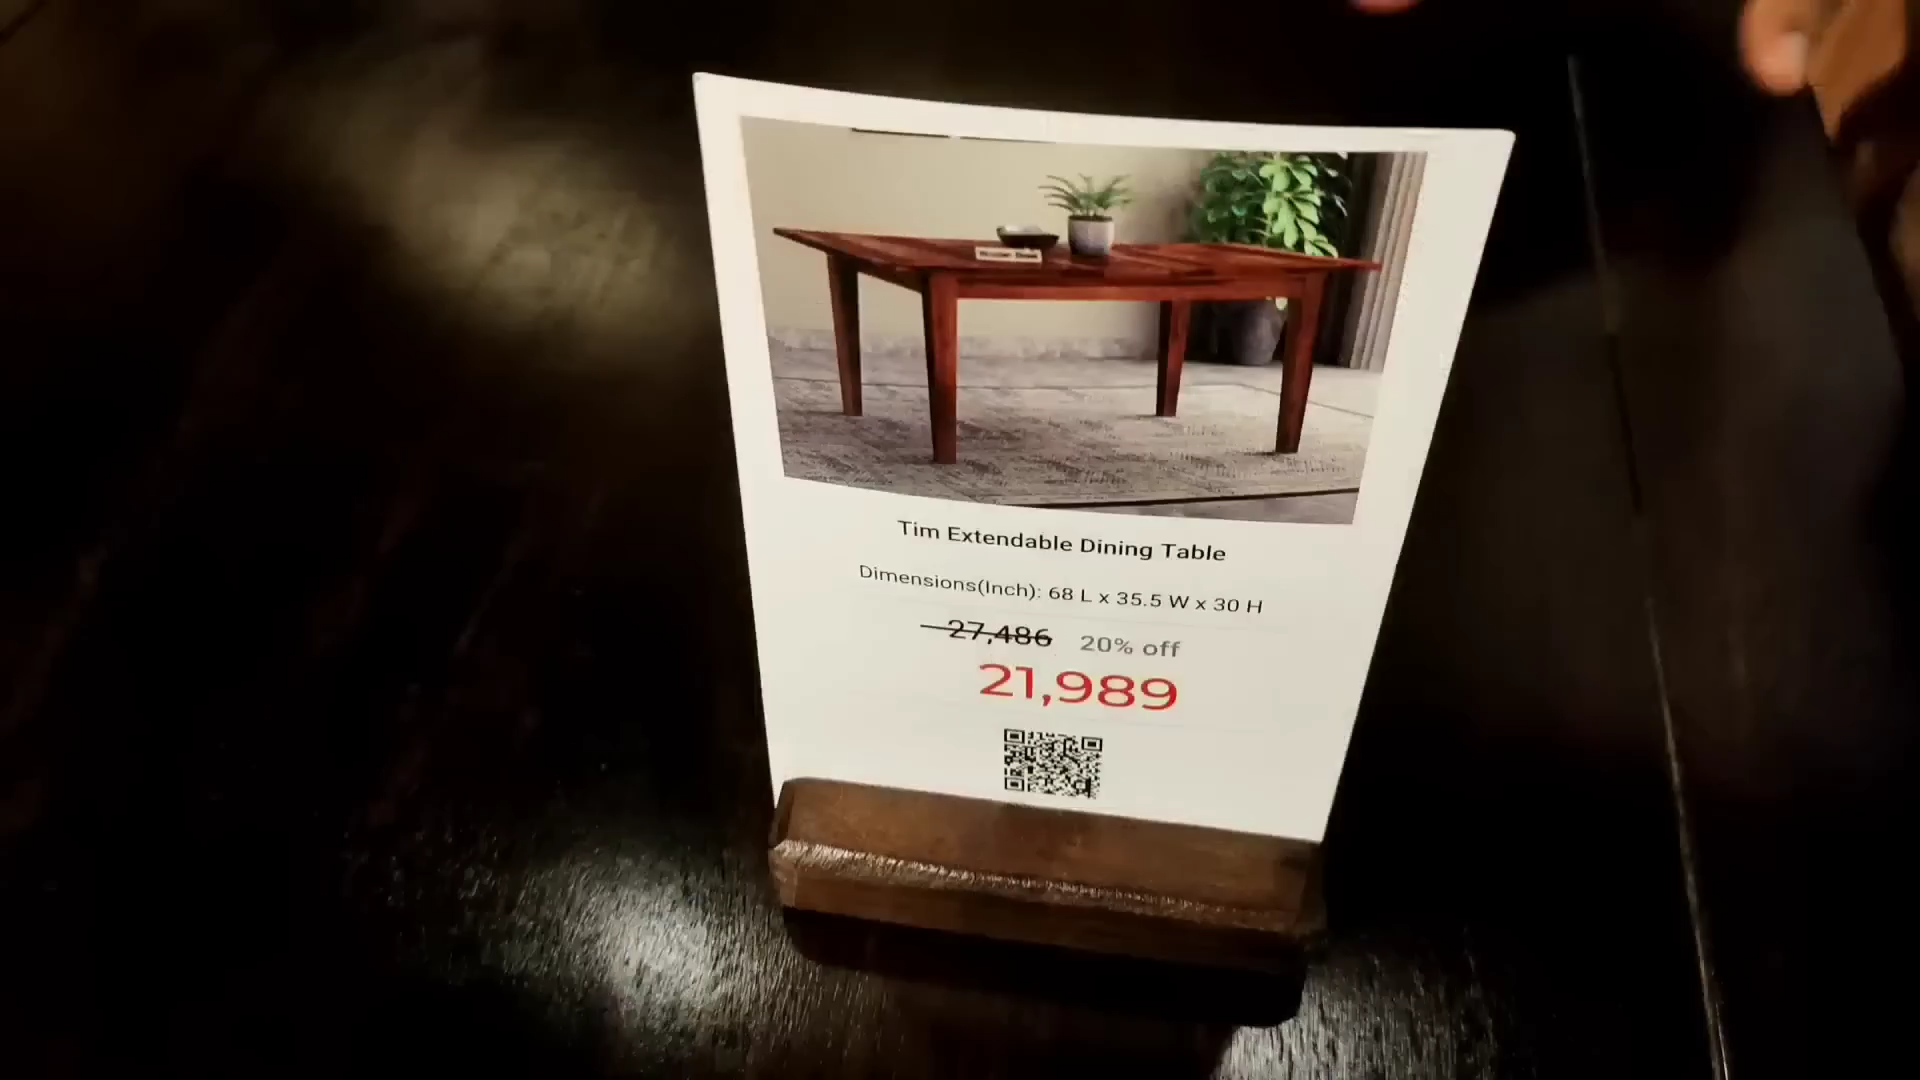 Tim Extendable Dining Table
Dimensions(Inch): 68 L x 35.5 W x 30 H
27,486 20% off
21,989